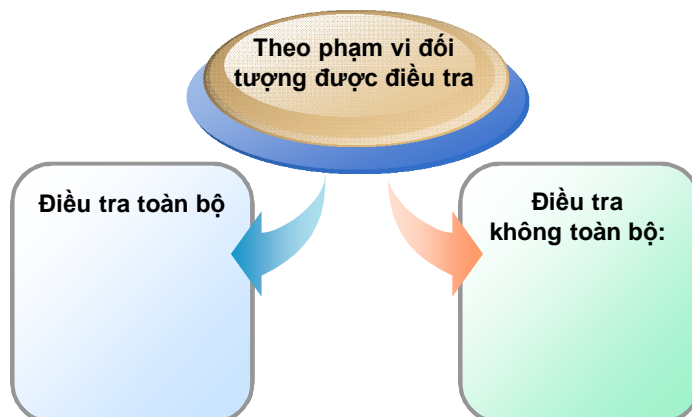 Theo phạm vi đối
tượng được điều tra
Điều tra toàn bộ
Điều tra
không toàn bộ: